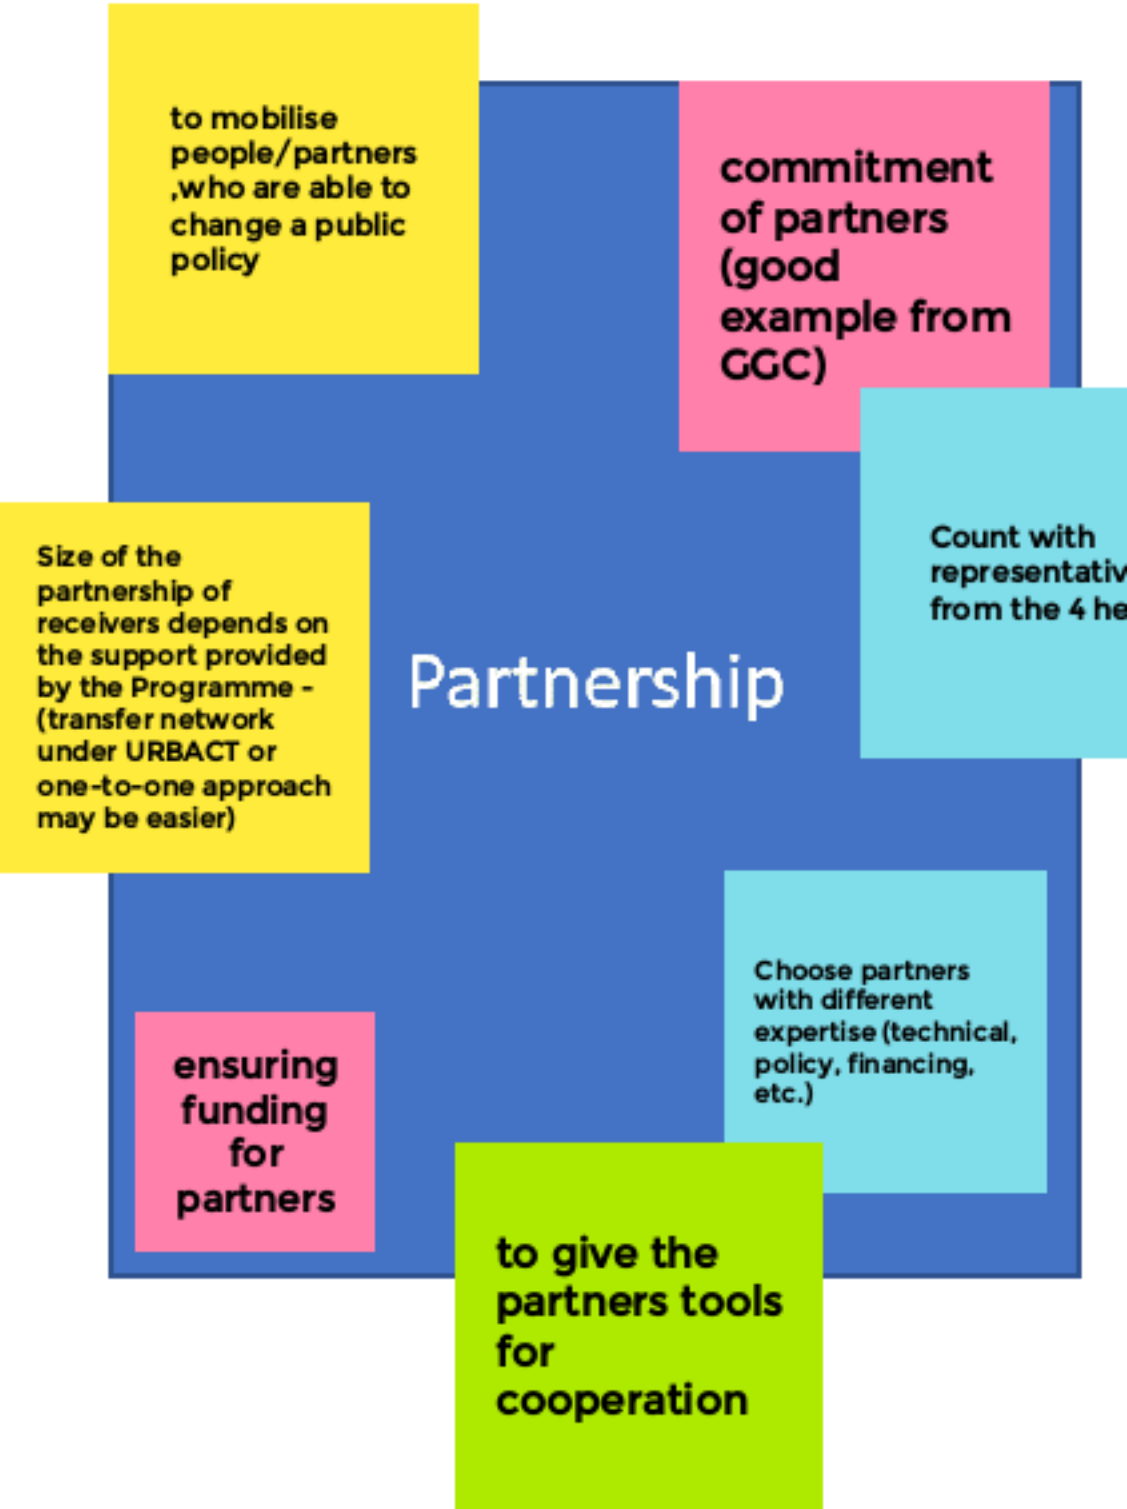 to mobilise
people/partners
,who are able to
change a public
policy
commitment
of partners
(good
example from
GGC)
Count with
from the 4
Size of the
partnership of
receivers depends on
the support provided
by the Programme -
(transfer network
under URBACT or
one-to-one approach
may be easier)
Partnership
Choose partners
with different
expertise (technical,
policy, financing,
etc.)
ensuring
funding
for
partners
to give the
partners tools
for
cooperation